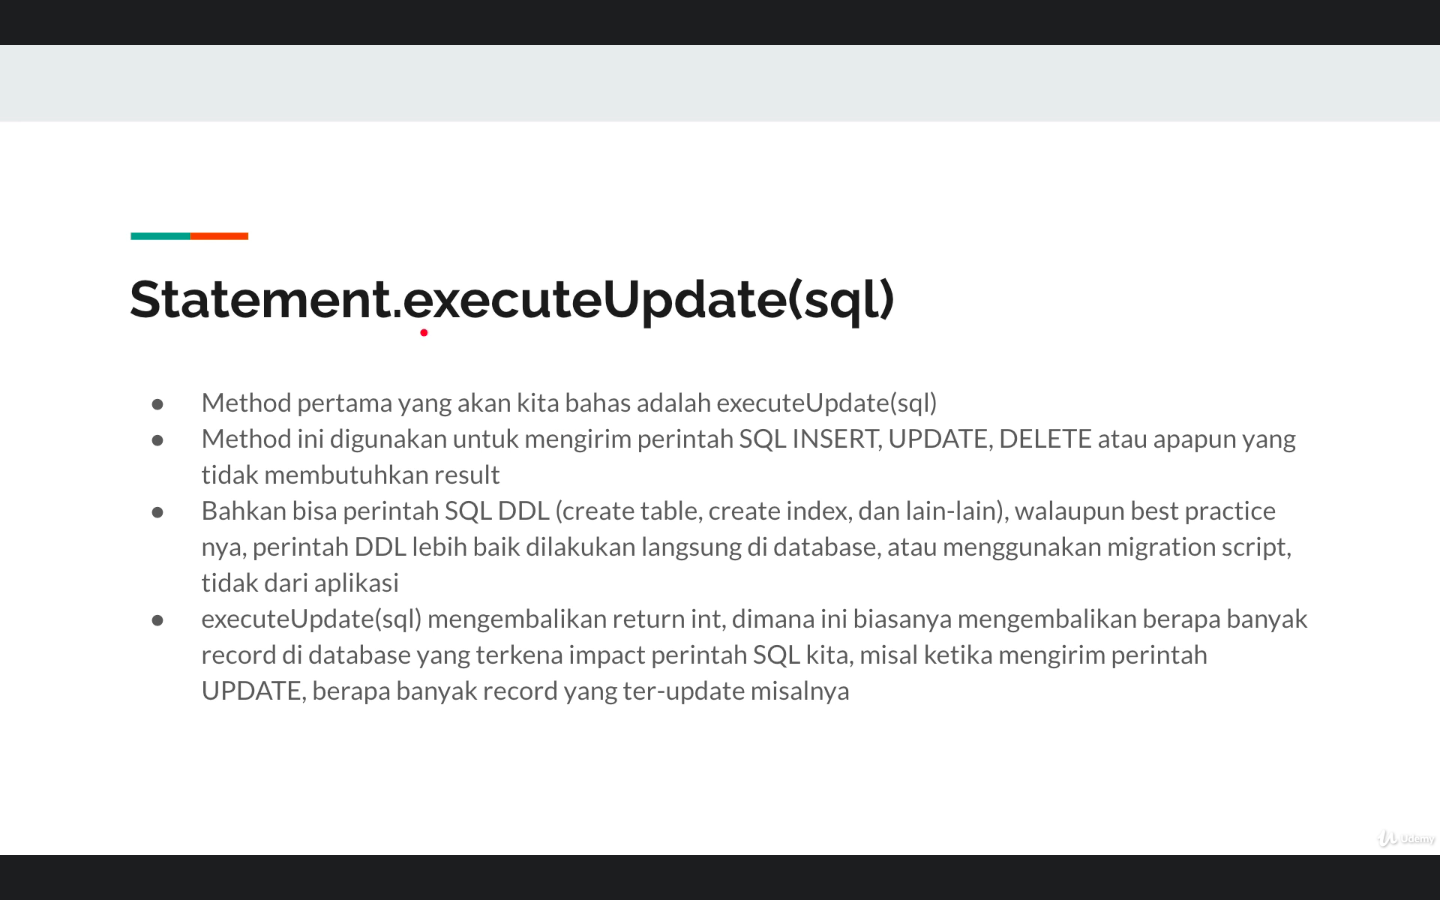 Statement.executeUpdate(sql)
● Method pertama yang akan kita bahas adalah executeUpdate(sql)
● Method ini digunakan untuk mengirim perintah SQL INSERT, UPDATE, DELETE atau apapun yang
tidak membutuhkan result
● Bahkan bisa perintah SQL DDL (create table, create index, dan lain-lain), walaupun best practice
nya, perintah DDL lebih baik dilakukan langsung di database, atau menggunakan migration script,
tidak dari aplikasi
● executeUpdate(sql) mengembalikan return int, dimana ini biasanya mengembalikan berapa banyak
record di database yang terkena impact perintah SQL kita, misal ketika mengirim perintah
UPDATE, berapa banyak record yang ter-update misalnya
Udemy